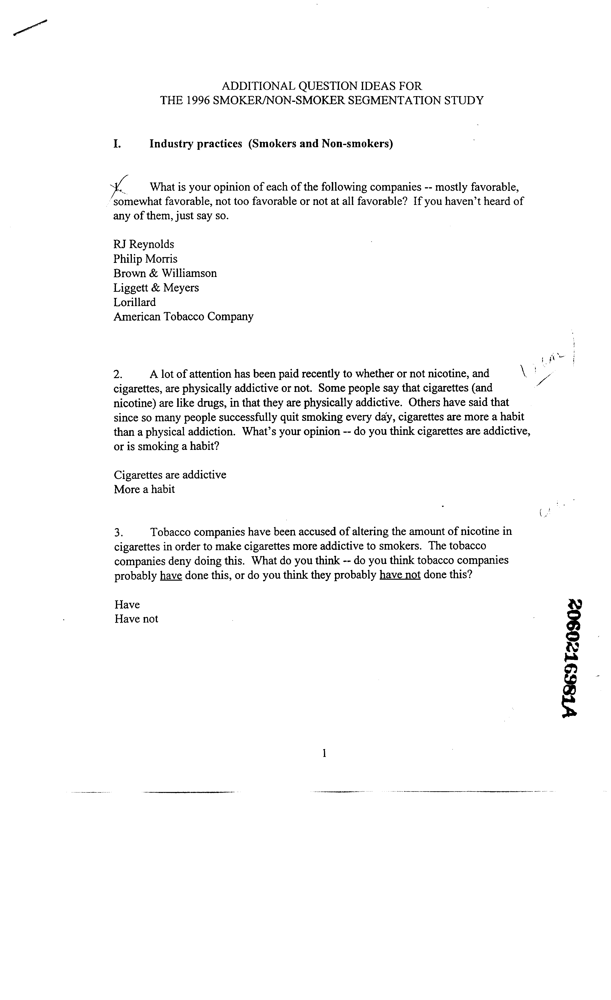 ADDITIONAL QUESTION IDEAS FOR
THE 1996 SMOKER/NON-SMOKER SEGMENTATION STUDY
I. Industry practices (Smokers and Non-smokers)
1. What is your opinion of each of the following companies -- mostly favorable,
somewhat favorable, not too favorable or not at all favorable? If you haven't heard of
any of them, just say so.
RJ Reynolds
Philip Morris
Brown & Williamson
Liggett & Meyers
Lorillard
American Tobacco Company
2. A lot of attention has been paid recently to whether or not nicotine, and
cigarettes, are physically addictive or not. Some people say that cigarettes (and
nicotine) are like drugs, in that they are physically addictive. Others have said that
since so many people successfully quit smoking every day, cigarettes are more a habit
than a physical addiction. What's your opinion -- do you think cigarettes are addictive,
or is smoking a habit?
Cigarettes are addictive
More a habit
3. Tobacco companies have been accused of altering the amount of nicotine in
cigarettes in order to make cigarettes more addictive to smokers. The tobacco
companies deny doing this. What do you think -- do you think tobacco companies
probably have done this, or do you think they probably have not done this?
Have
Have not
2060216981A
1